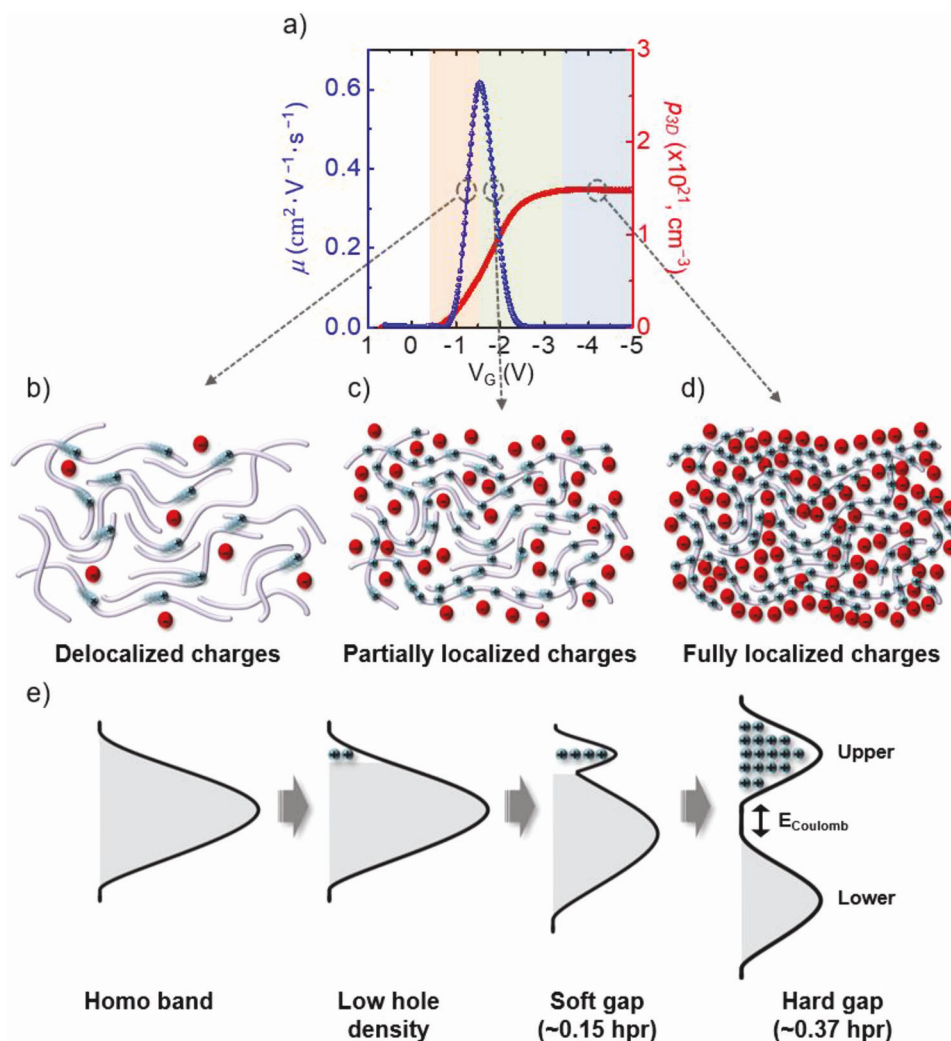 a)
μ (cm²·V⁻¹·s⁻¹)
0.6
0.4
0.2
0.0
3
2
1
0
p3D (x10²¹, cm⁻³)
1 0 -1 -2 -3 -4 -5
VG (V)
b)
c)
d)
Delocalized charges
Partially localized charges
Fully localized charges
e)
Upper
ECoulomb
Lower
Homo band
Low hole
density
Soft gap
(~0.15 hpr)
Hard gap
(~0.37 hpr)